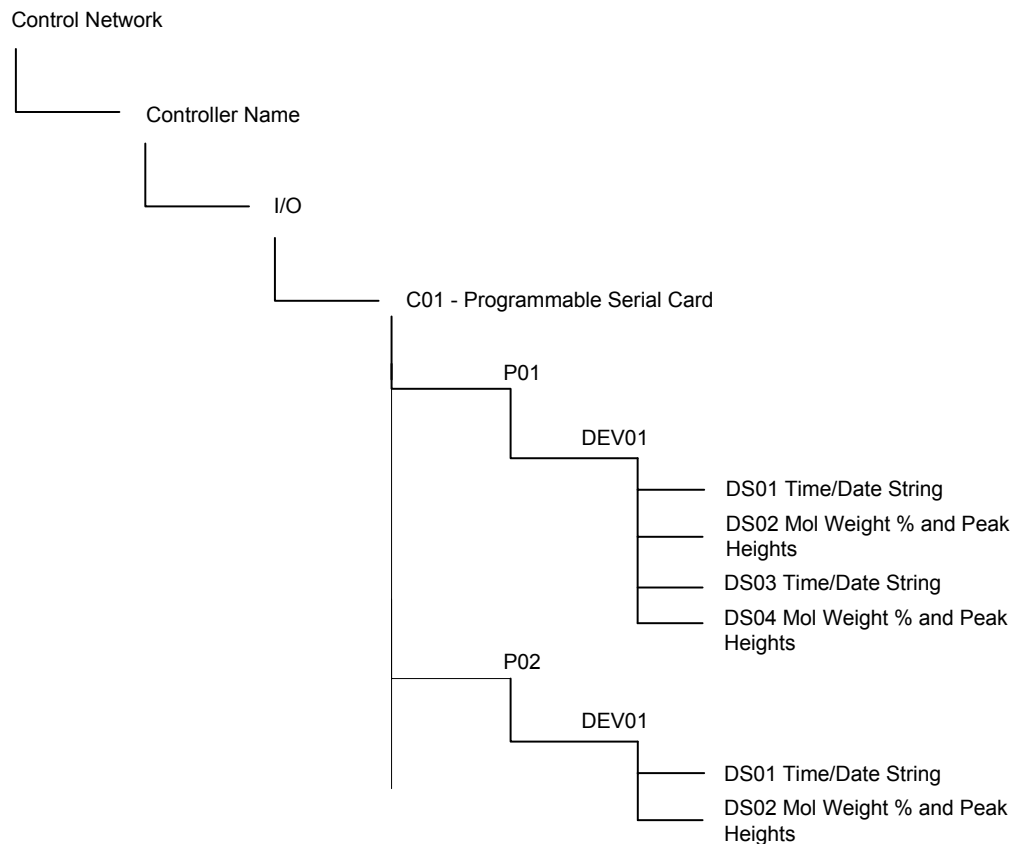 Control Network
Controller Name
I/O
C01 - Programmable Serial Card
P01
DEV01
DS01 Time/Date String
DS02 Mol Weight % and Peak
Heights
DS03 Time/Date String
DS04 Mol Weight % and Peak
Heights
P02
DEV01
DS01 Time/Date String
DS02 Mol Weight % and Peak
Heights